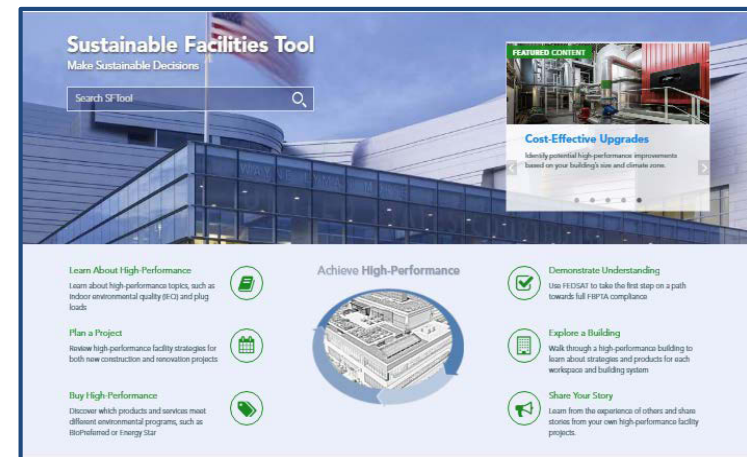 Sustainable Facilities Tool
Make Sustainable Decisions
Search SFTool
FEATURED CONTENT
Cost-Effective Upgrades
Identify potential high-performance improvements
based on your building's size and climate zone.
Learn About High-Performance
Learn about high-performance topics, such as
Indoor environmental quality (IEQ) and plug
loads
Plan a Project
Review high-performance facility strategies for
both new construction and renovation projects
Buy High-Performance
Discover which products and services meet
different environmental programs, such as
BioPreferred or Energy Star
Achieve High-Performance
Demonstrate Understanding
Use FEDSAT to take the first step on a path
towards full FBPTA compliance
Explore a Building
Walk through a high-performance building to
learn about strategies and products for each
workspace and building system
Share Your Story
Learn from the experience of others and share
stories from your own high-performance facility
projects.